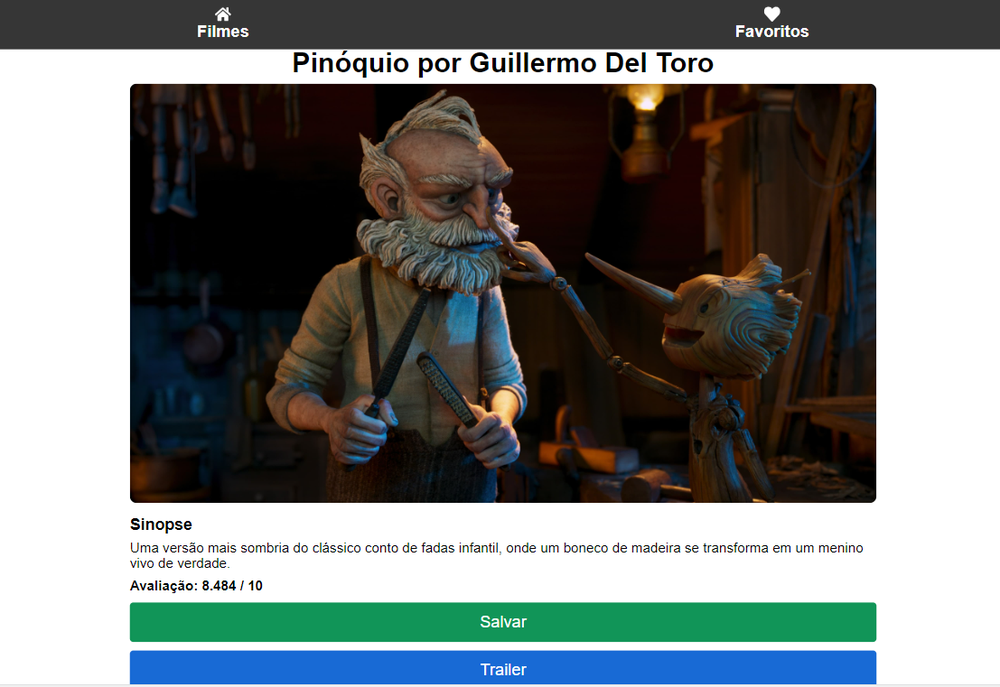 Filmes
Favoritos
Pinóquio por Guillermo Del Toro
Sinopse
Uma versão mais sombria do clássico conto de fadas infantil, onde um boneco de madeira se transforma em um menino
vivo de verdade.
Avaliação: 8.484 / 10
Salvar
Trailer